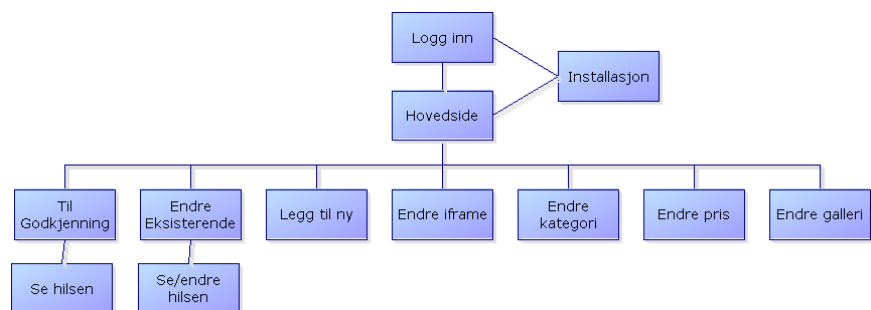 Logg inn
Installasjon
Hovedside
Til
Godkjenning
Endre
Eksisterende
Legg til ny
Endre iframe
Endre
kategori
Endre pris
Endre galleri
Se hilsen
Se/endre
hilsen